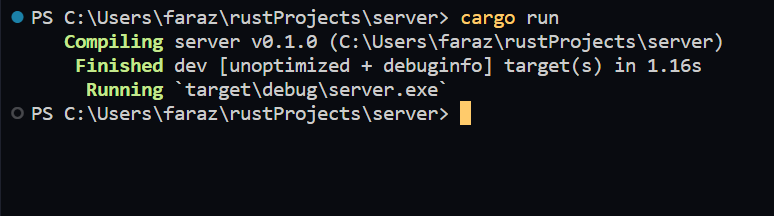 PS C:\Users\faraz\rustProjects\server> cargo run
   Compiling server v0.1.0 (C:\Users\faraz\rustProjects\server)
    Finished dev [unoptimized + debuginfo] target(s) in 1.16s
     Running `target\debug\server.exe`
PS C:\Users\faraz\rustProjects\server>